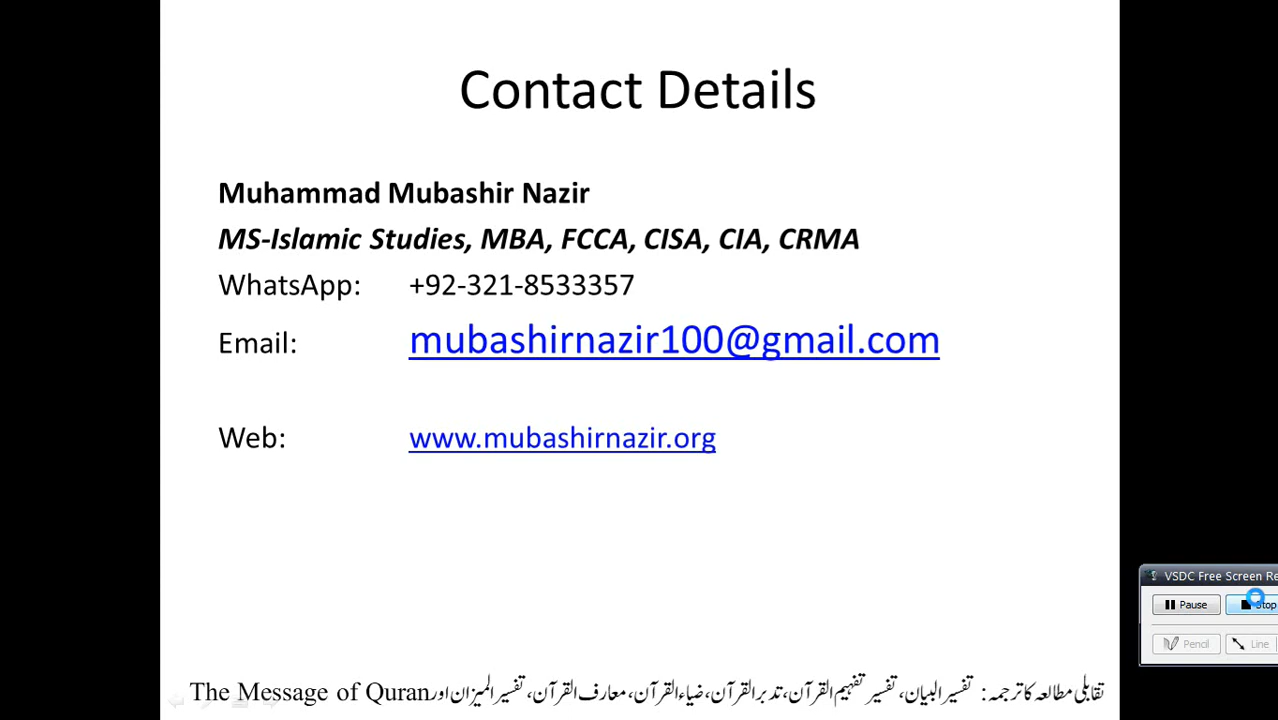 Contact Details
Muhammad Mubashir Nazir
MS-Islamic Studies, MBA, FCCA, CISA, CIA, CRMA
WhatsApp: +92-321-8533357
Email: mubashirnazir100@gmail.com
Web: www.mubashirnazir.org
VSDC Free Screen Re
Pause Stop
Pencil Line
تقابلی مطالعہ کا ترجمہ: تفسیر البیان، تفسیر تفہیم القرآن، تدبر القرآن، ضیاء القرآن، معارف القرآن، تفسیر المیزان اور The Message of Quran